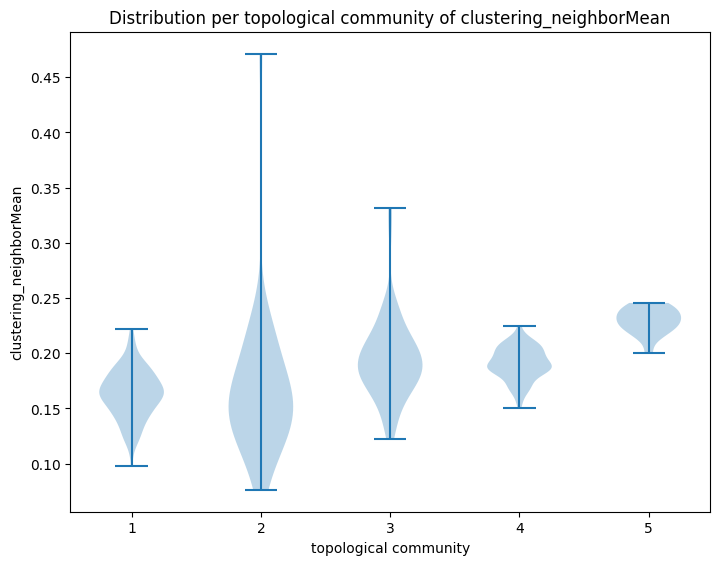 Distribution per topological community of clustering_neighborMean
clustering_neighborMean
0.45
0.40
0.35
0.30
0.25
0.20
0.15
0.10
1 2 3 4 5
topological community